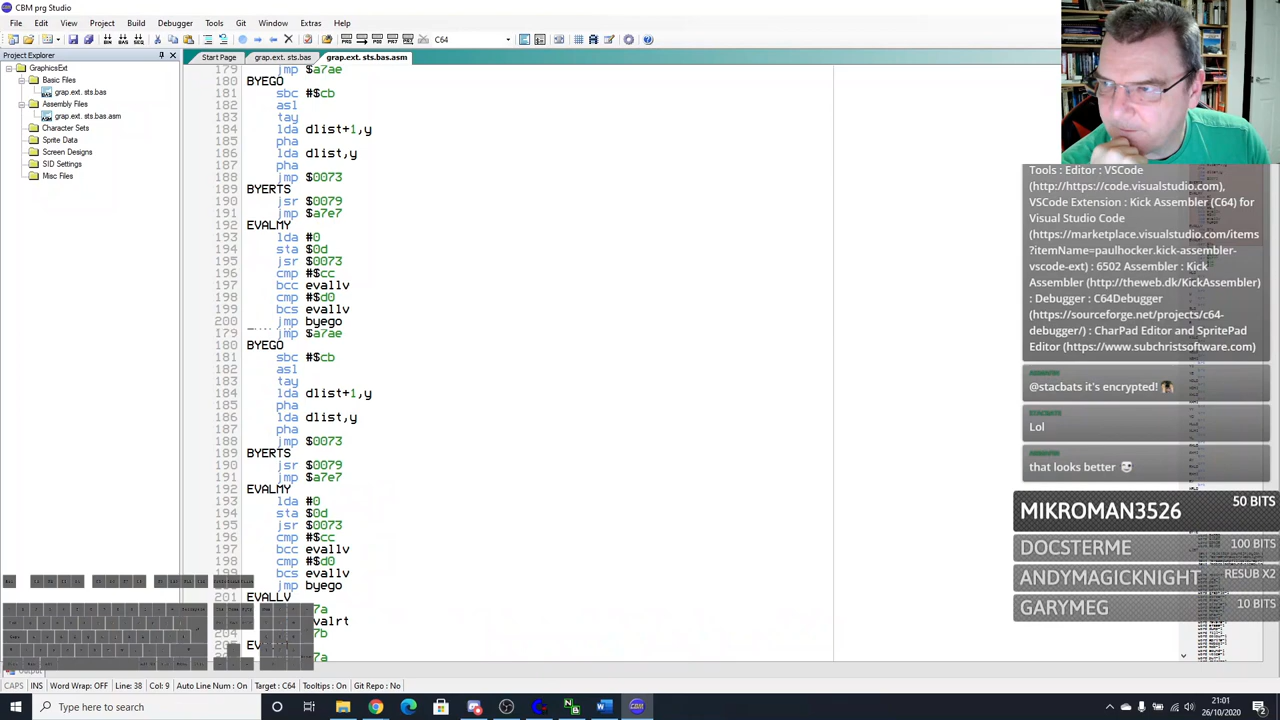 CBM prg Studio
File Edit View Project Build Debugger Tools Git Window Extras Help
C64
Project Explorer
Start Page grap.ext. sts.bas grap.ext. sts.bas.asm
GraphicsExt
Basic Files
grap.ext. sts.bas
Assembly Files
grap.ext. sts.bas.asm
Character Sets
Sprite Data
Screen Designs
SID Settings
Misc Files
179 jmp $a7ae
180 BYEGO
181 sbc #$cb
182 asl
183 tay
184 lda dlist+1,y
185 pha
186 lda dlist,y
187 pha
188 jmp $0073
189 BYERTS
190 jsr $0079
191 jmp $a7e7
192 EVALMY
193 lda #0
194 sta $0d
195 jsr $0073
196 cmp #$cc
197 bcc evallv
198 cmp #$d0
199 bcs evallv
200 jmp byego
179 jmp $a7ae
180 BYEGO
181 sbc #$cb
182 asl
183 tay
184 lda dlist+1,y
185 pha
186 lda dlist,y
187 pha
188 jmp $0073
189 BYERTS
190 jsr $0079
191 jmp $a7e7
192 EVALMY
193 lda #0
194 sta $0d
195 jsr $0073
196 cmp #$cc
197 bcc evallv
198 cmp #$d0
199 bcs evallv
jmp byego
201 EVALLV
7a
valrt
204 7b
7a
Tools : Editor : VSCode
(http://https://code.visualstudio.com),
VSCode Extension : Kick Assembler (C64) for
Visual Studio Code
(https://marketplace.visualstudio.com/items
?itemName=paulhocker.kick-assembler-
vscode-ext) : 6502 Assembler : Kick
Assembler (http://theweb.dk/KickAssembler)
: Debugger : C64Debugger
(https://sourceforge.net/projects/c64-
debugger/) : CharPad Editor and SpritePad
Editor (https://www.subchristsoftware.com)
@stacbats it's encrypted!
STACBATS
Lol
that looks better
MIKROMAN3526 50 BITS
DOCSTERME 100 BITS
ANDYMAGICKNIGHT RESUB X2
GARYMEG 10 BITS
Output
CAPS INS Word Wrap: OFF Line: 38 Col: 9 Auto Line Num : On Target : C64 Tooltips : On Git Repo : No
Type here to search
21:01
26/10/2020
2